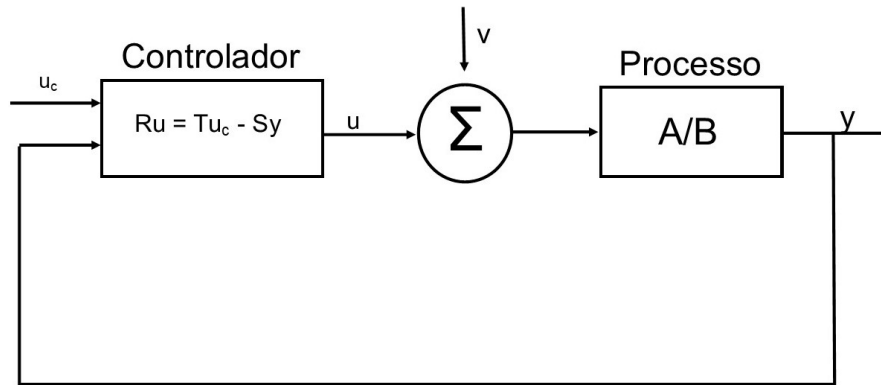 v
Controlador
Processo
u_c
Ru = Tu_c - Sy
u
Σ
A/B
y